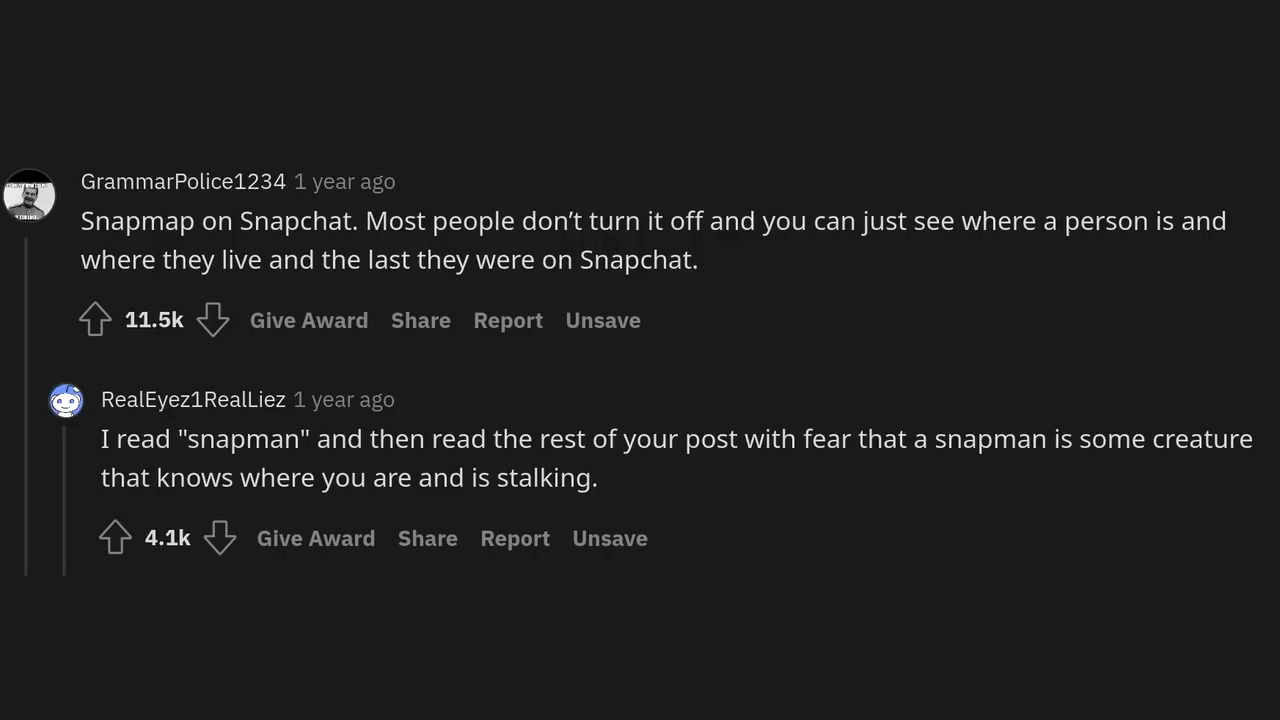 GrammarPolice1234 1 year ago
Snapmap on Snapchat. Most people don’t turn it off and you can just see where a person is and
where they live and the last they were on Snapchat.
11.5k Give Award Share Report Unsave
RealEyez1RealLiez 1 year ago
I read "snapman" and then read the rest of your post with fear that a snapman is some creature
that knows where you are and is stalking.
4.1k Give Award Share Report Unsave